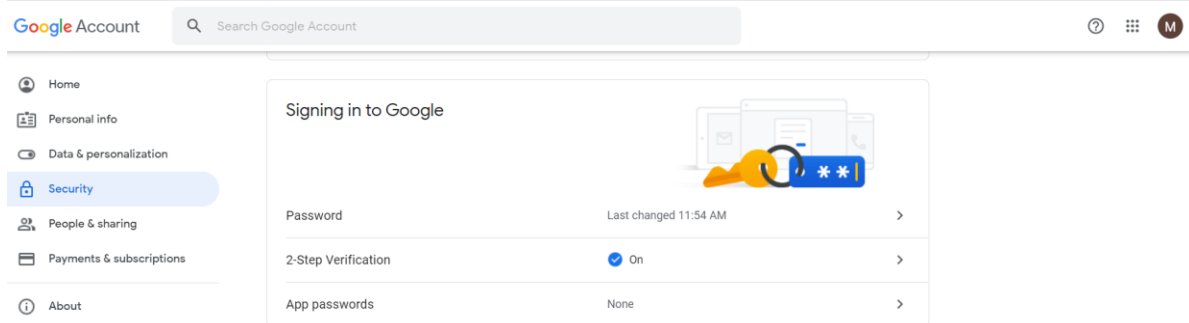 Google Account
Search Google Account
M
Home
Personal info
Data & personalization
Security
People & sharing
Payments & subscriptions
About
Signing in to Google
**
Password Last changed 11:54 AM
2-Step Verification On
App passwords None